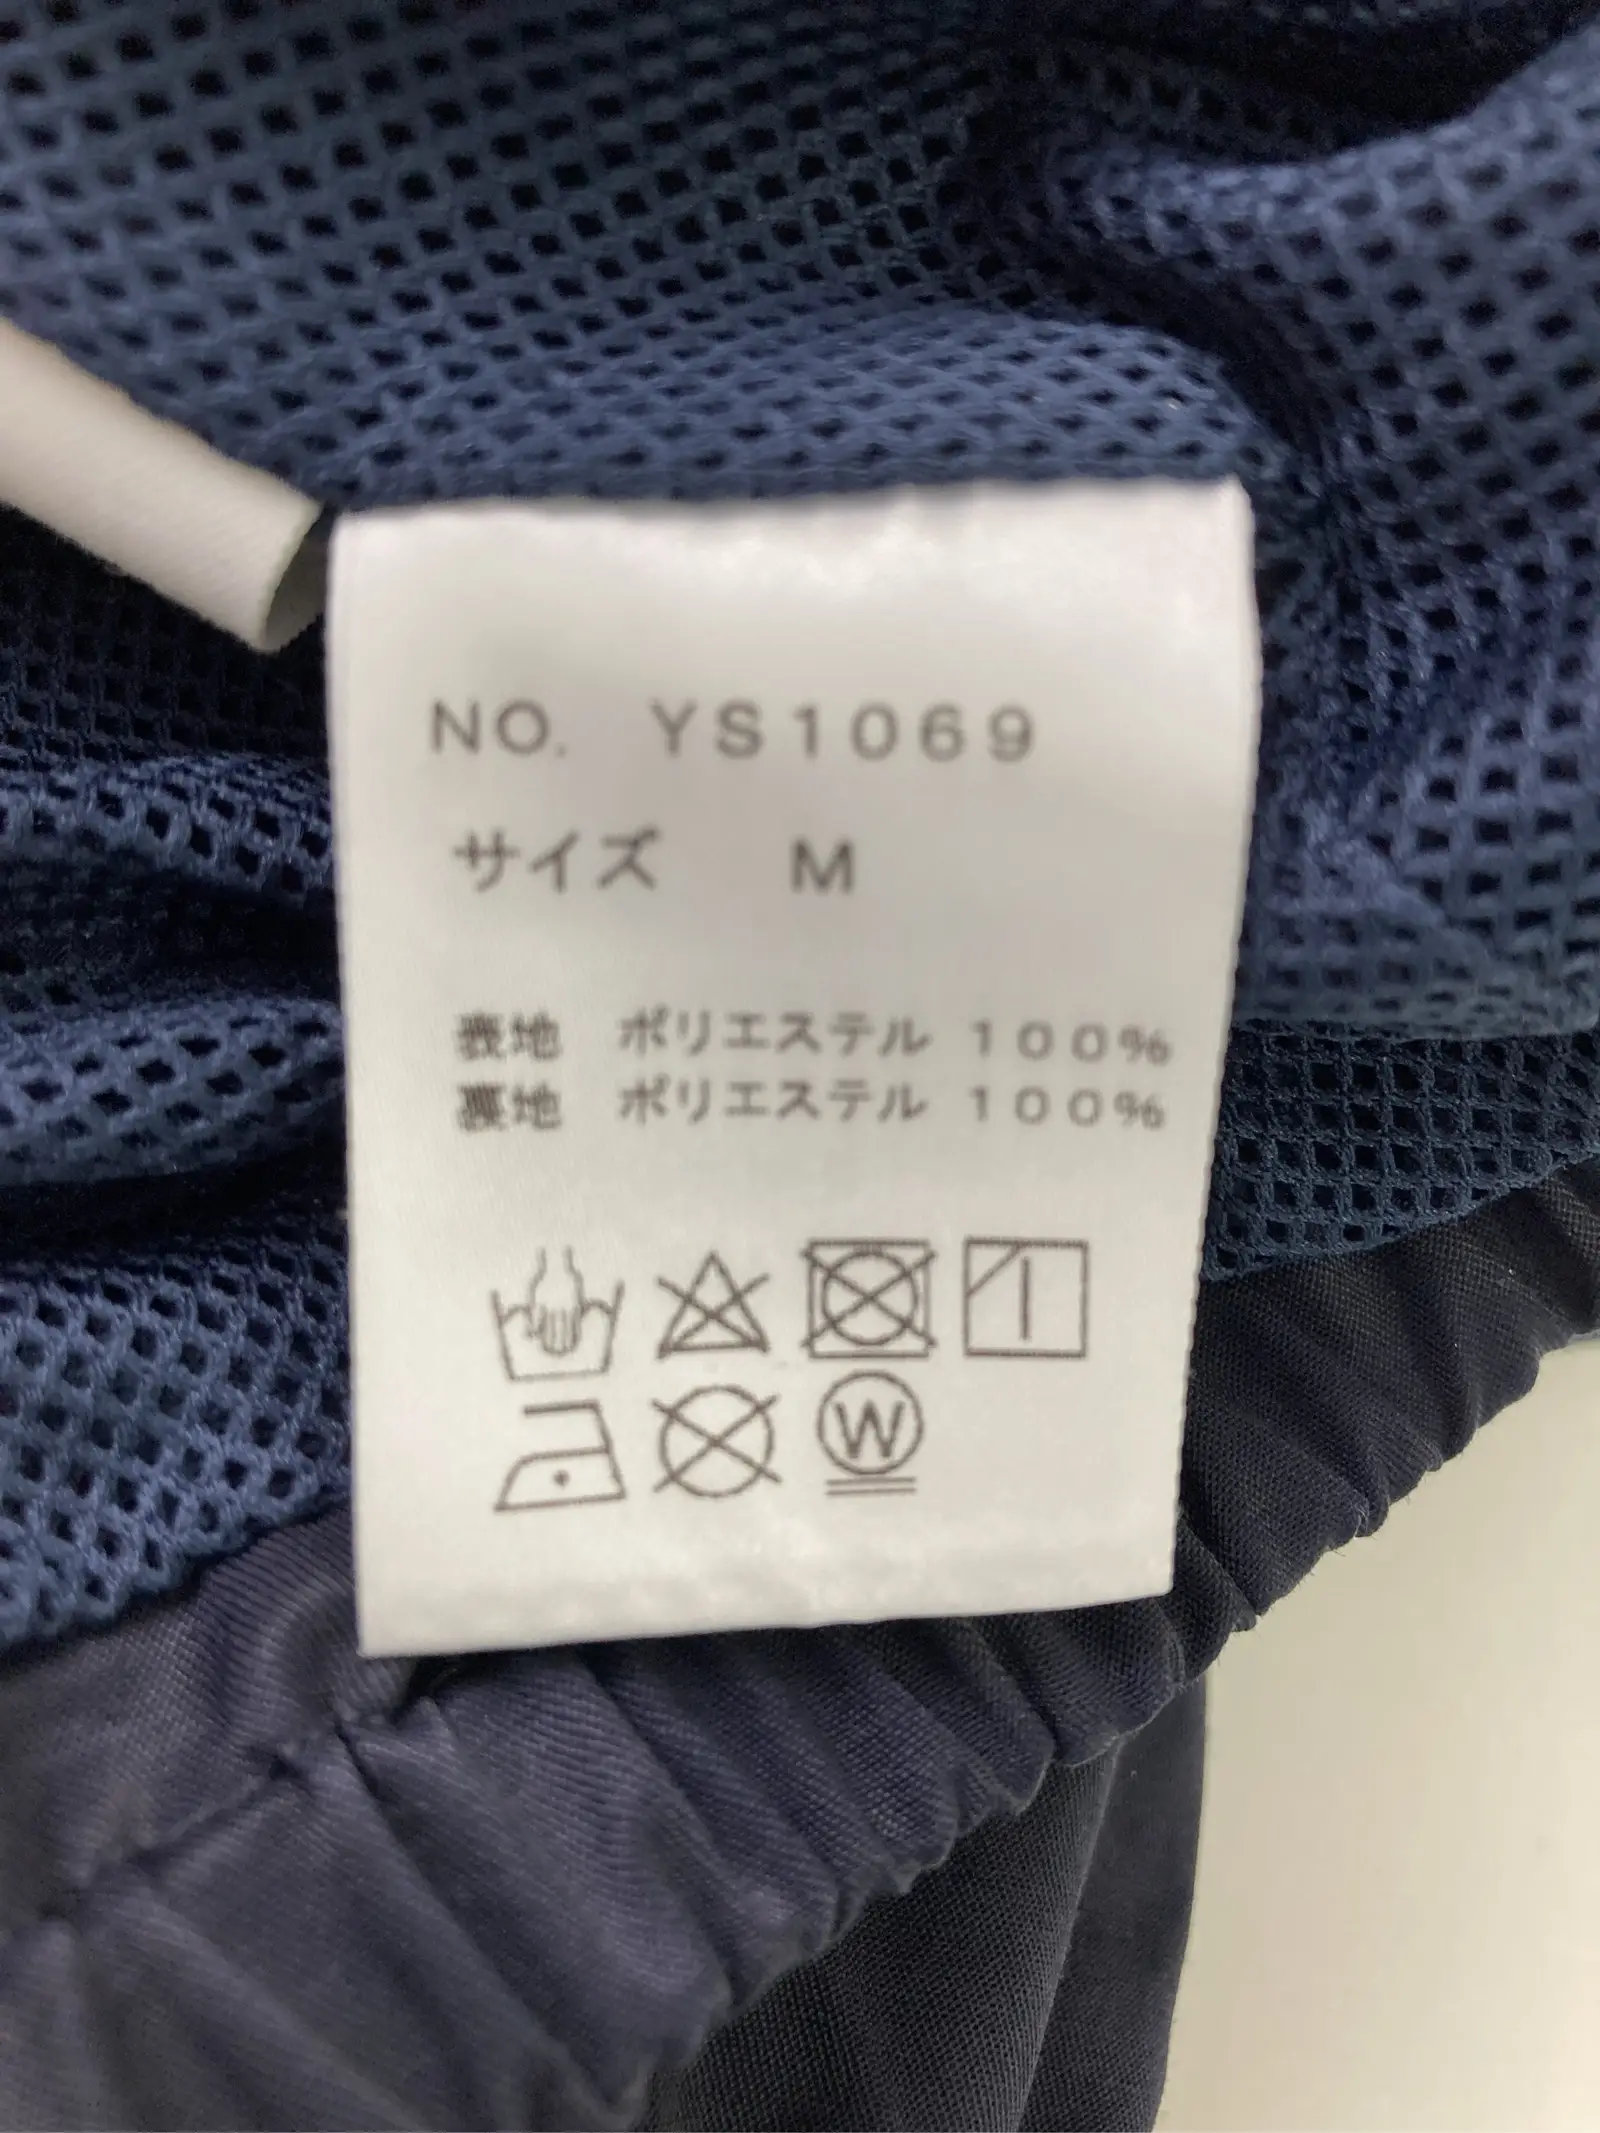 NO. YS1069
サイズ M
表地 ポリエステル 100%
裏地 ポリエステル 100%
W